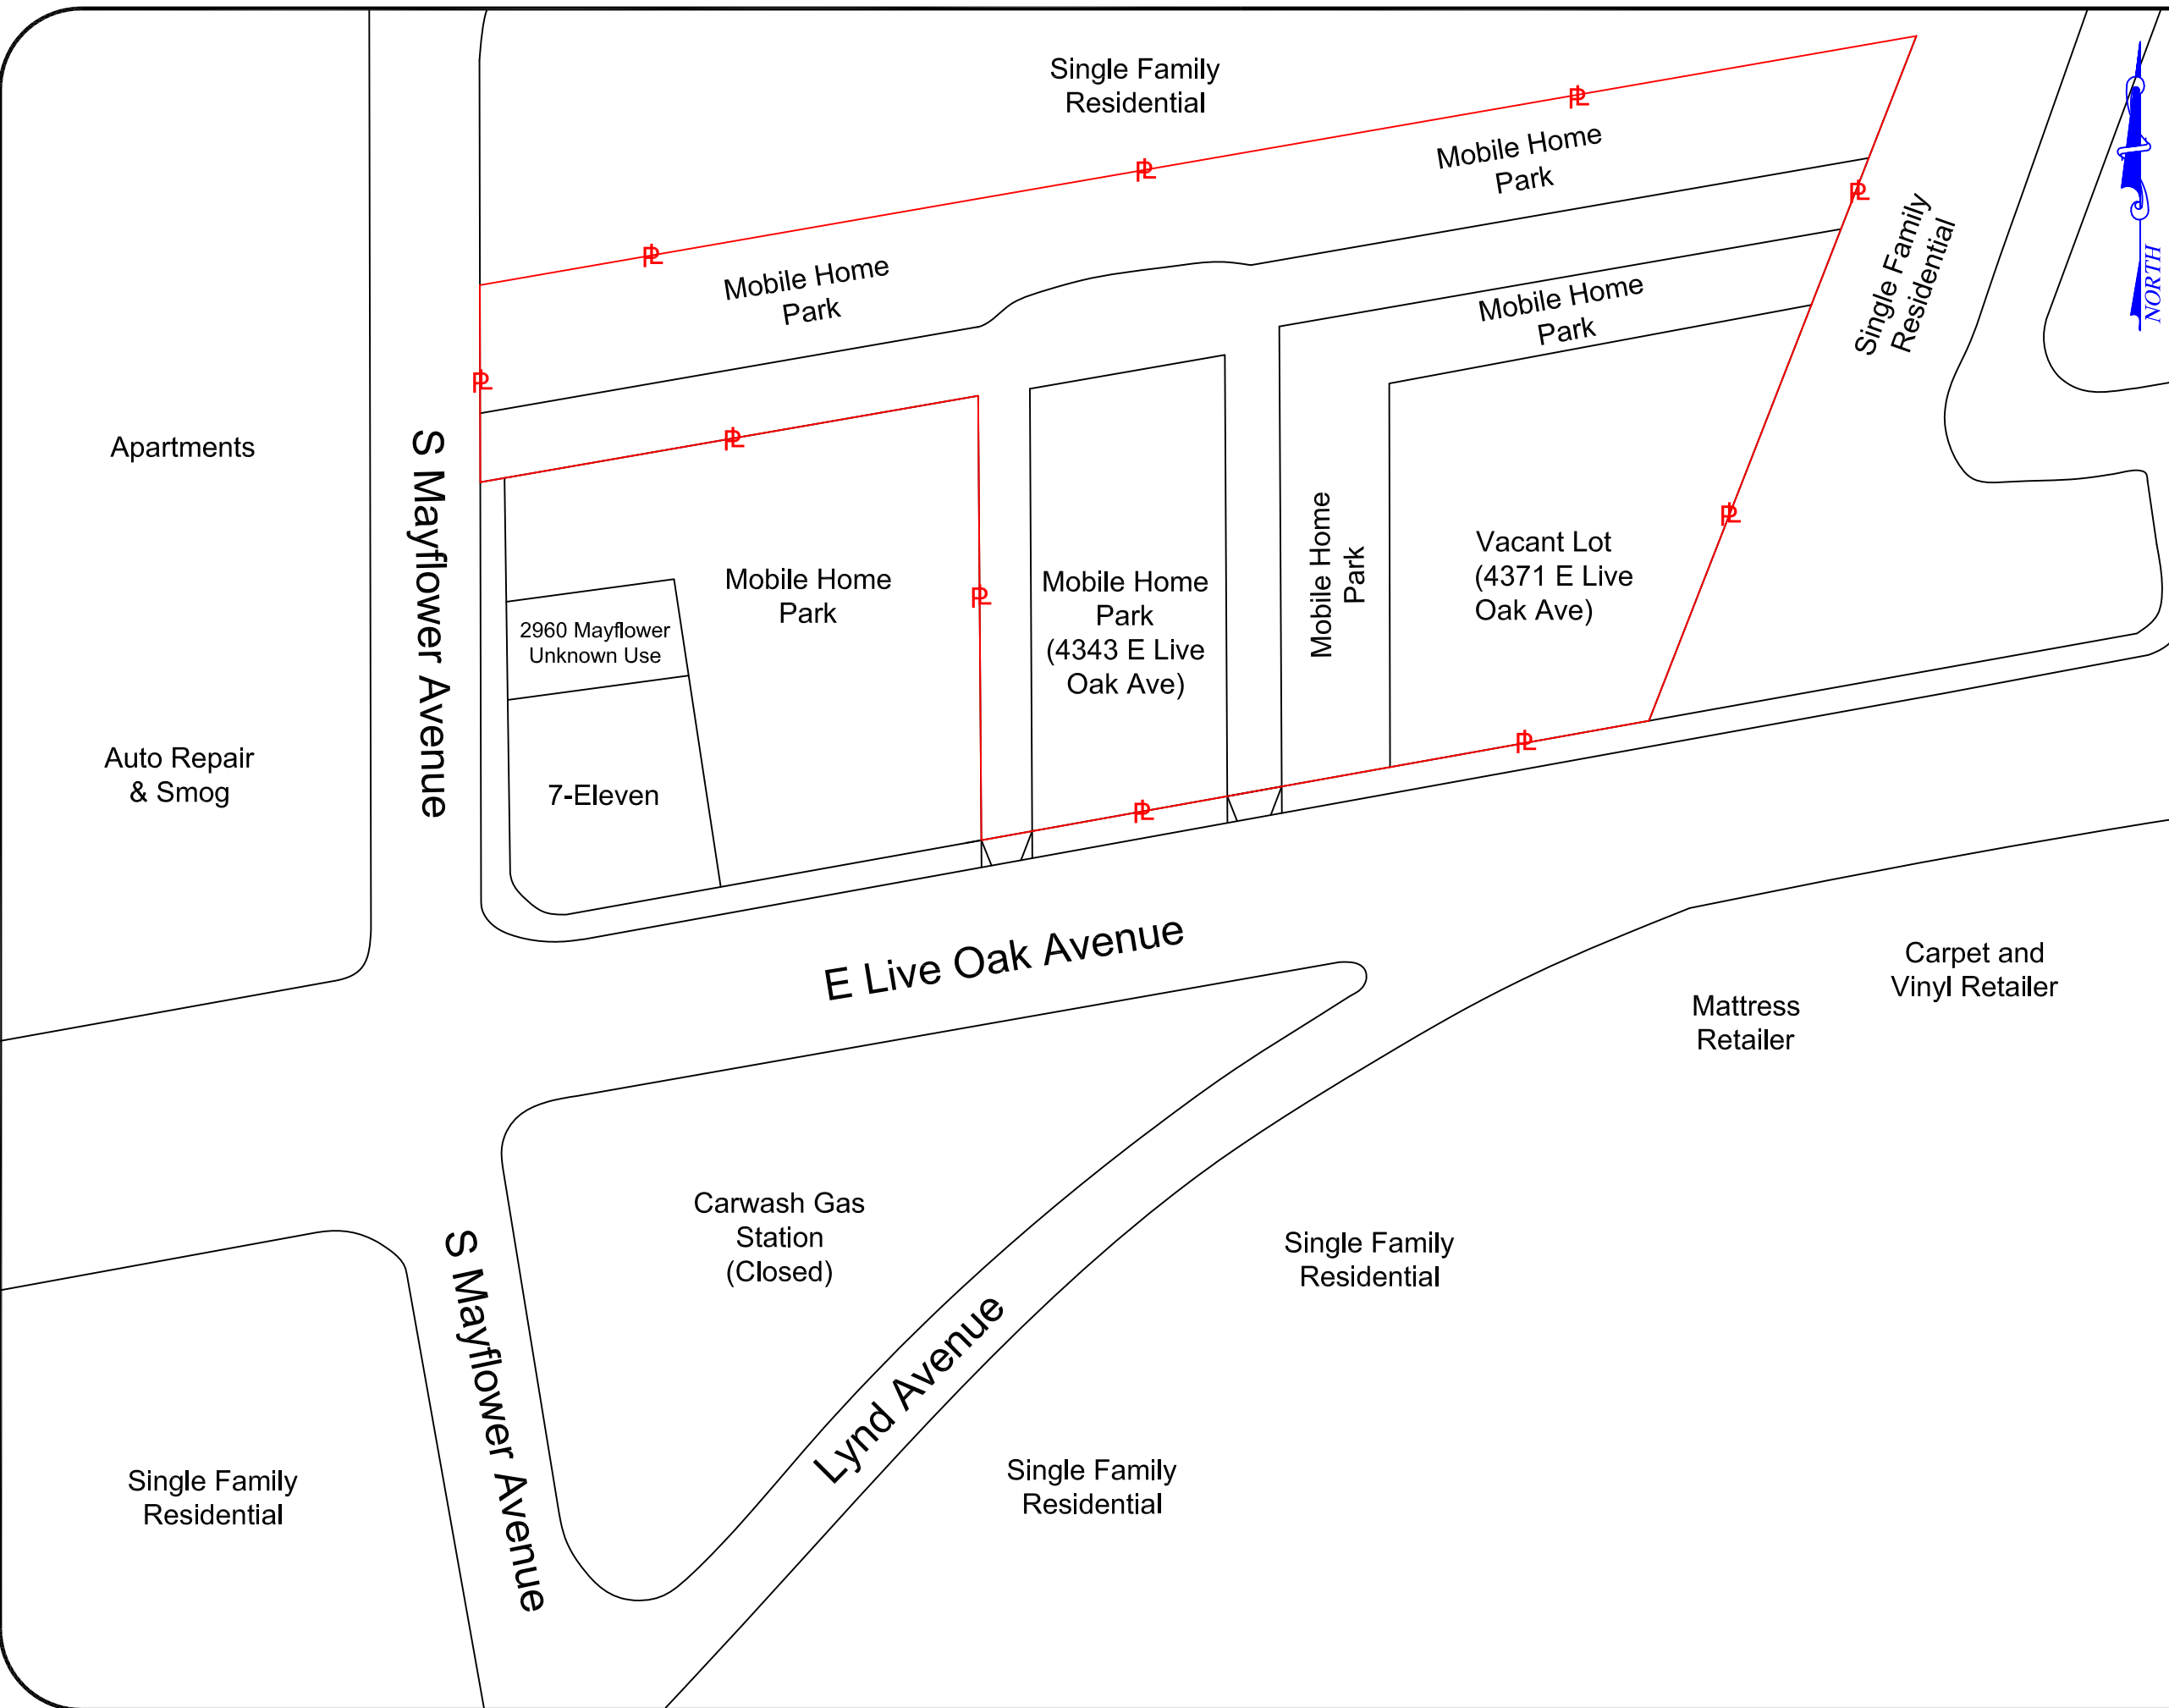 Single Family
Residential
℄
Mobile Home
Park
℄
℄
Single Family
Residential
NORTH
℄
Mobile Home
Park
Mobile Home
Park
℄
Apartments
S Mayflower Avenue
℄
Mobile Home
Park
2960 Mayflower
Unknown Use
7-Eleven
℄
Mobile Home
Park
(4343 E Live
Oak Ave)
Mobile Home
Park
Vacant Lot
(4371 E Live
Oak Ave)
℄
Auto Repair
& Smog
℄
℄
E Live Oak Avenue
Carpet and
Vinyl Retailer
Mattress
Retailer
Carwash Gas
Station
(Closed)
Single Family
Residential
S Mayflower Avenue
Lynd Avenue
Single Family
Residential
Single Family
Residential